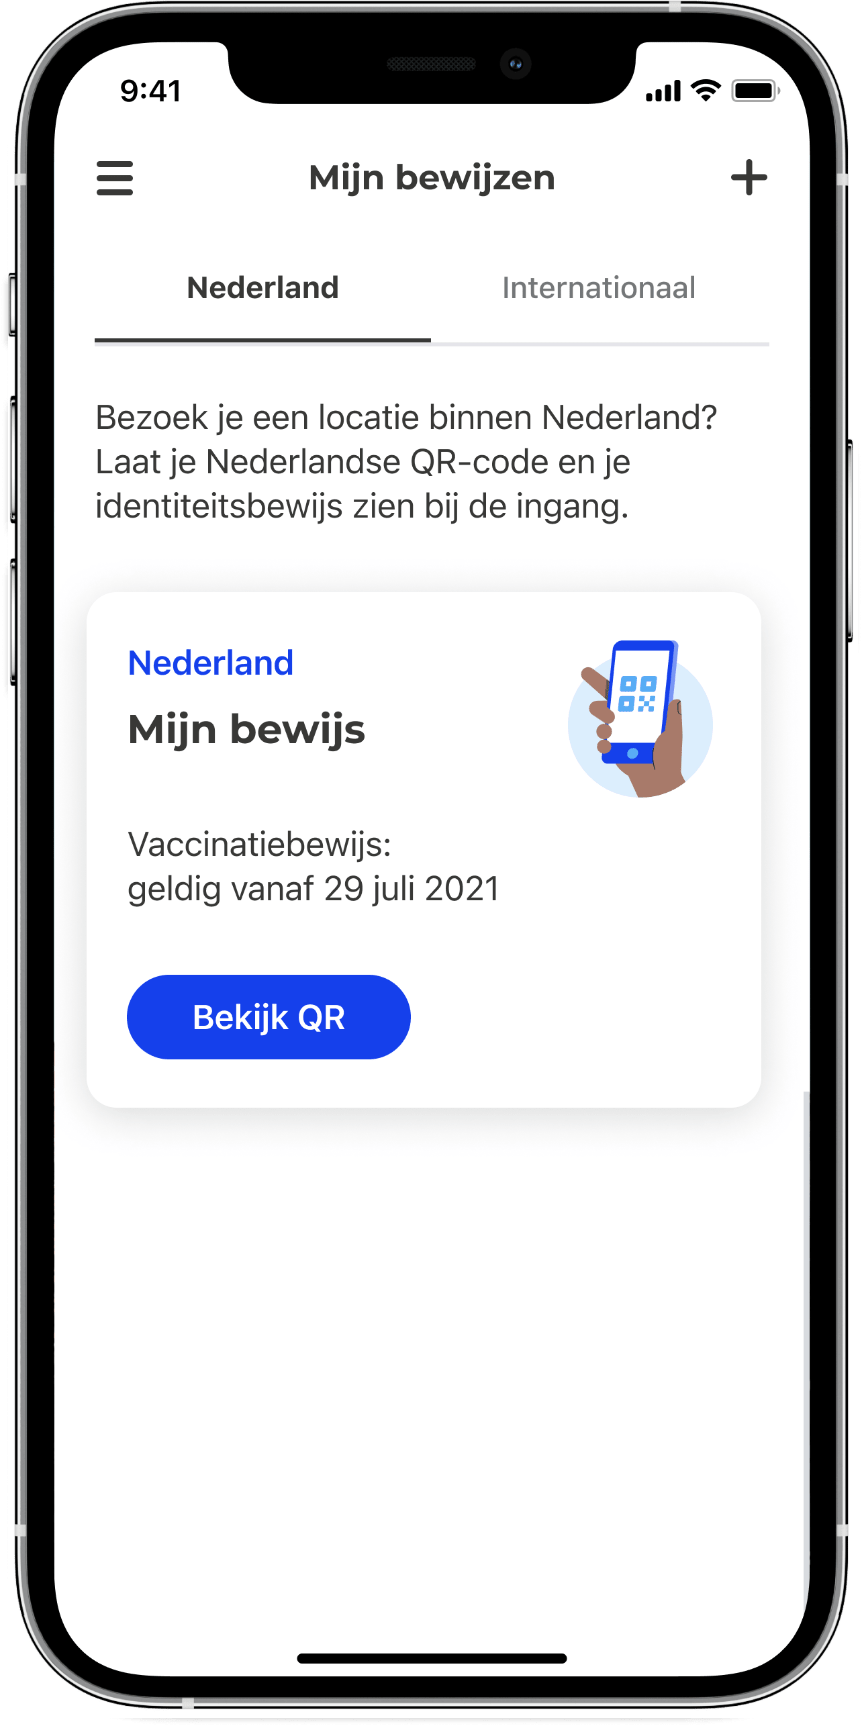 9:41
Mijn bewijzen
Nederland
Internationaal
Bezoek je een locatie binnen Nederland?
Laat je Nederlandse QR-code en je
identiteitsbewijs zien bij de ingang.
Nederland
Mijn bewijs
Vaccinatiebewijs:
geldig vanaf 29 juli 2021
Bekijk QR